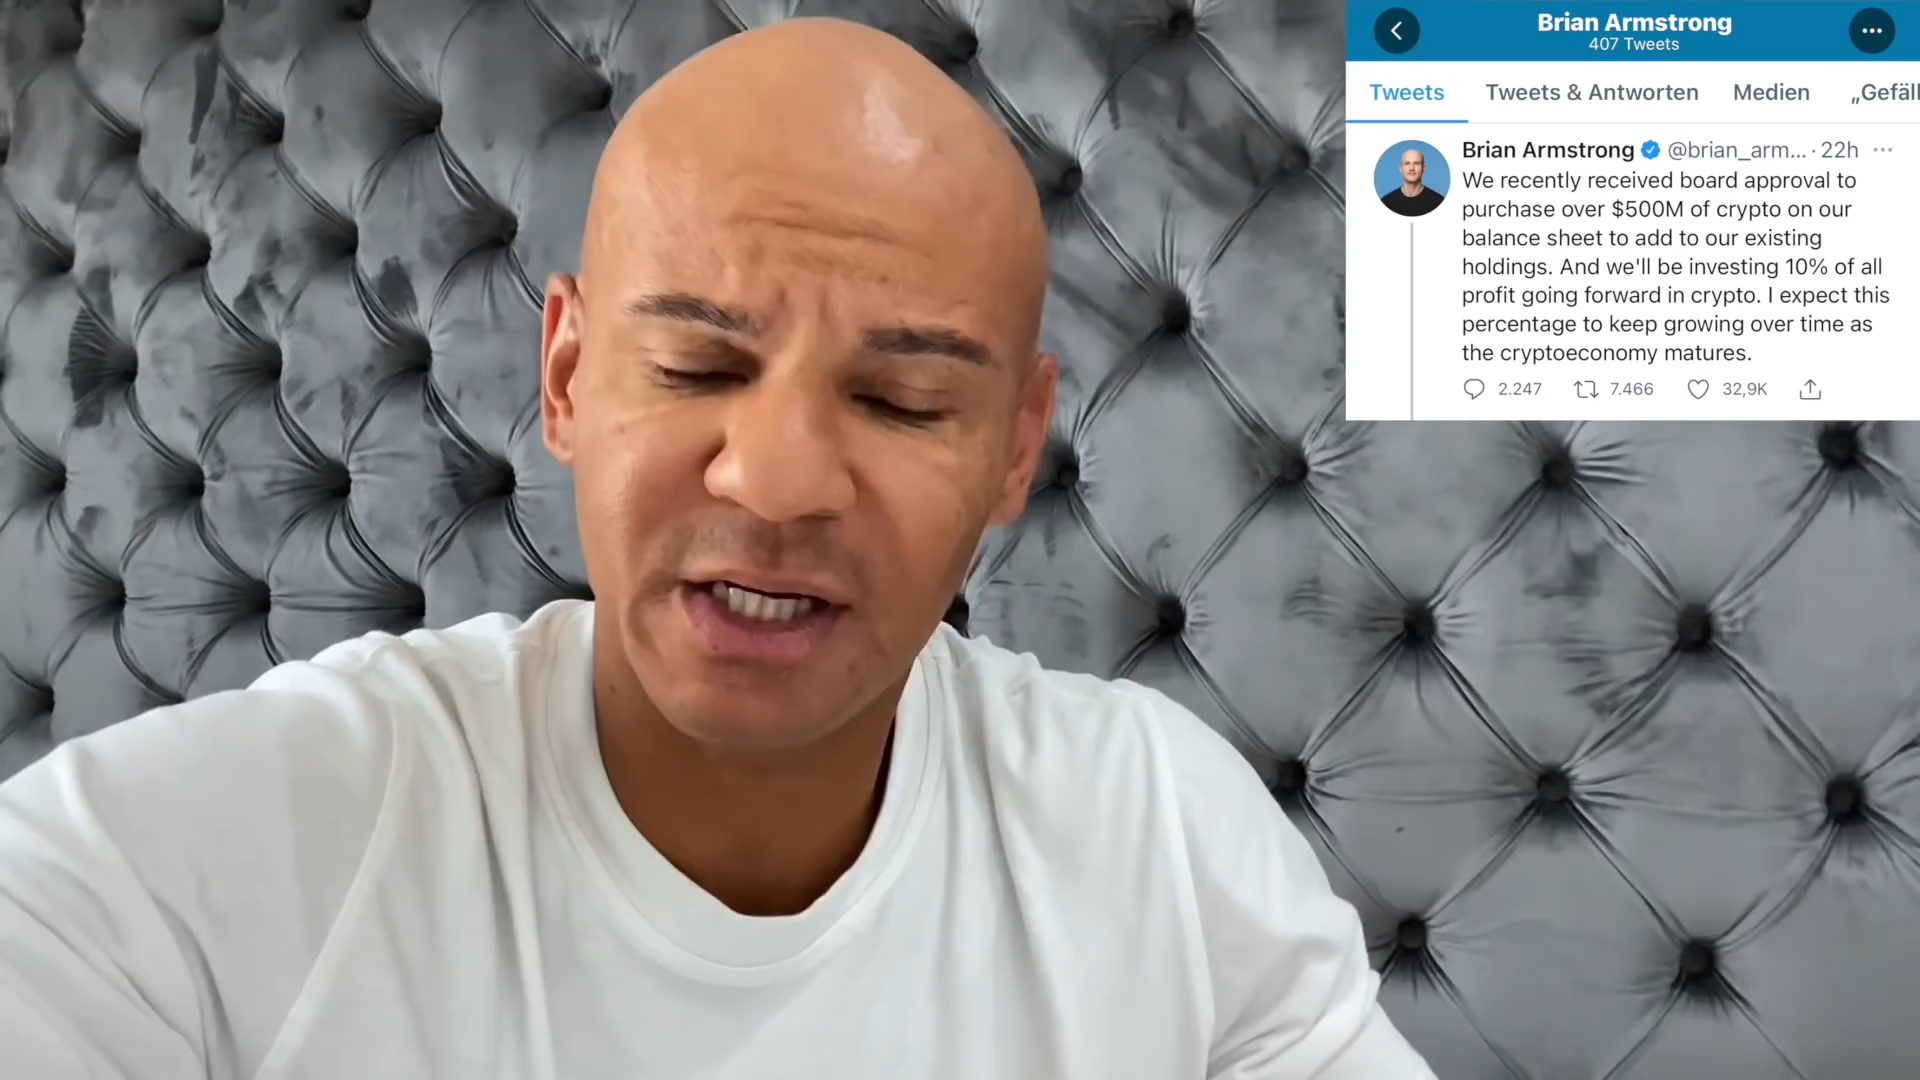 Brian Armstrong
407 Tweets
Tweets Tweets & Antworten Medien „Gefäll
Brian Armstrong @brian_arm... · 22h
We recently received board approval to
purchase over $500M of crypto on our
balance sheet to add to our existing
holdings. And we'll be investing 10% of all
profit going forward in crypto. I expect this
percentage to keep growing over time as
the cryptoeconomy matures.
2.247 7.466 32,9K